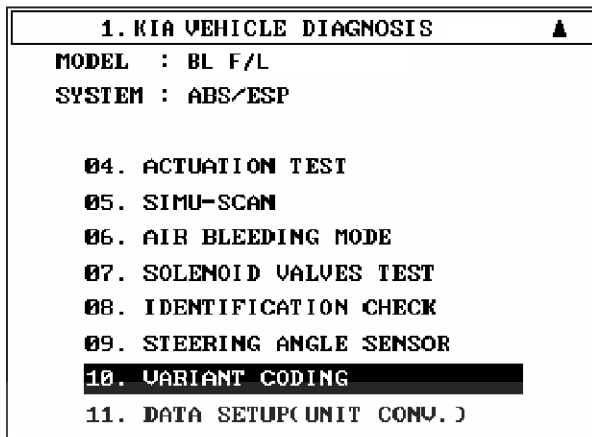 1. KIA VEHICLE DIAGNOSIS ▲
MODEL : BL F/L
SYSTEM : ABS/ESP
04. ACTUATION TEST
05. SIMU-SCAN
06. AIR BLEEDING MODE
07. SOLENOID VALVES TEST
08. IDENTIFICATION CHECK
09. STEERING ANGLE SENSOR
10. VARIANT CODING
11. DATA SETUP(UNIT CONV.)